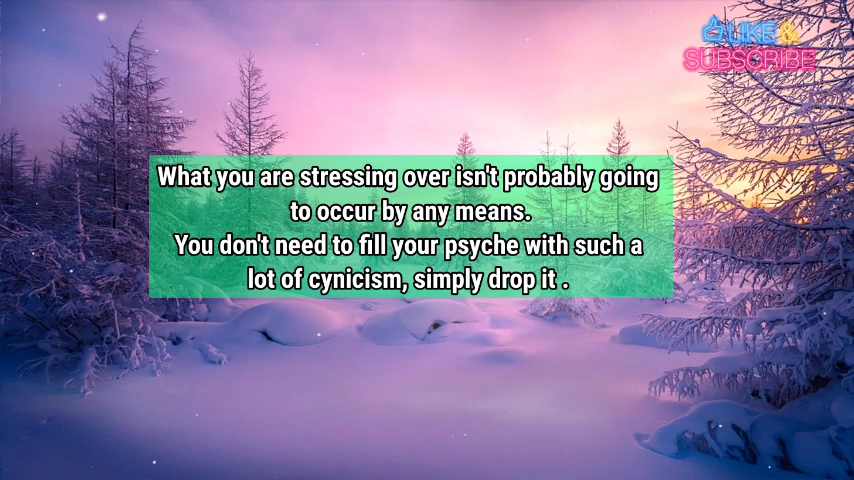 LIKE &
SUBSCRIBE
What you are stressing over isn't probably going
to occur by any means.
You don't need to fill your psyche with such a
lot of cynicism, simply drop it .